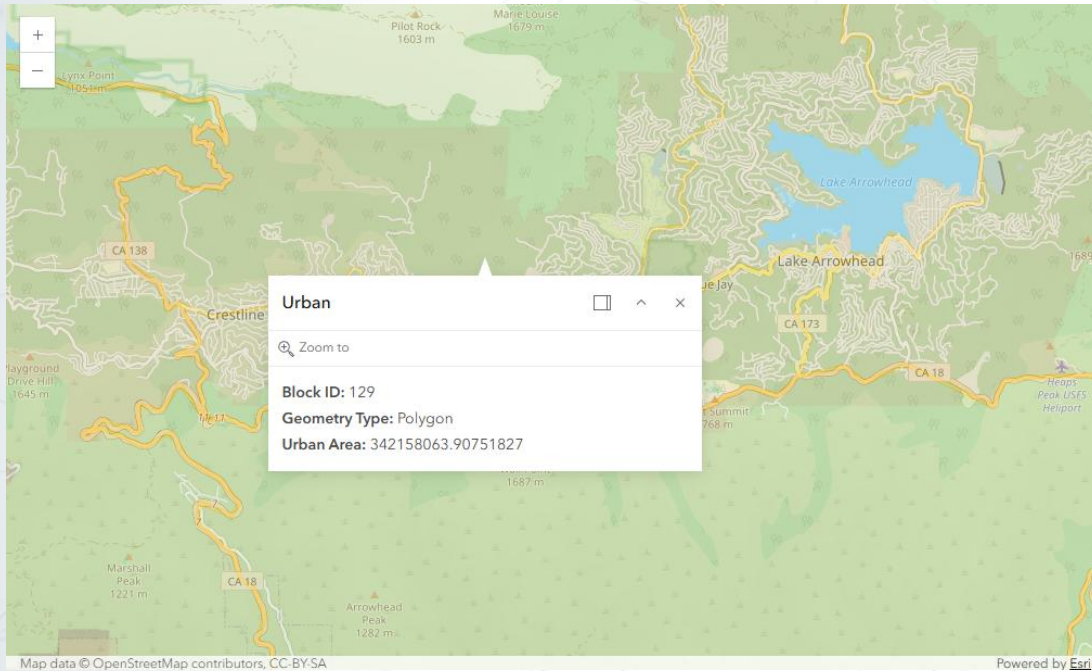 Pilot Rock
1603 m
Marie Louise
1679 m
+
−
Lynx Point
1051 m
Lake Arrowhead
CA 138
1689
Lake Arrowhead
Urban
Crestline
CA 173
Zoom to
CA 18
Drive Hill
1645 m
Heaps
Peak USFS
Heliport
Block ID: 129
Geometry Type: Polygon
Summit
Urban Area: 342158063.90751827
1687 m
Marshall
Peak
1221 m
CA 18
Arrowhead
Peak
1282 m
Map data © OpenStreetMap contributors, CC-BY-SA
Powered by Esri